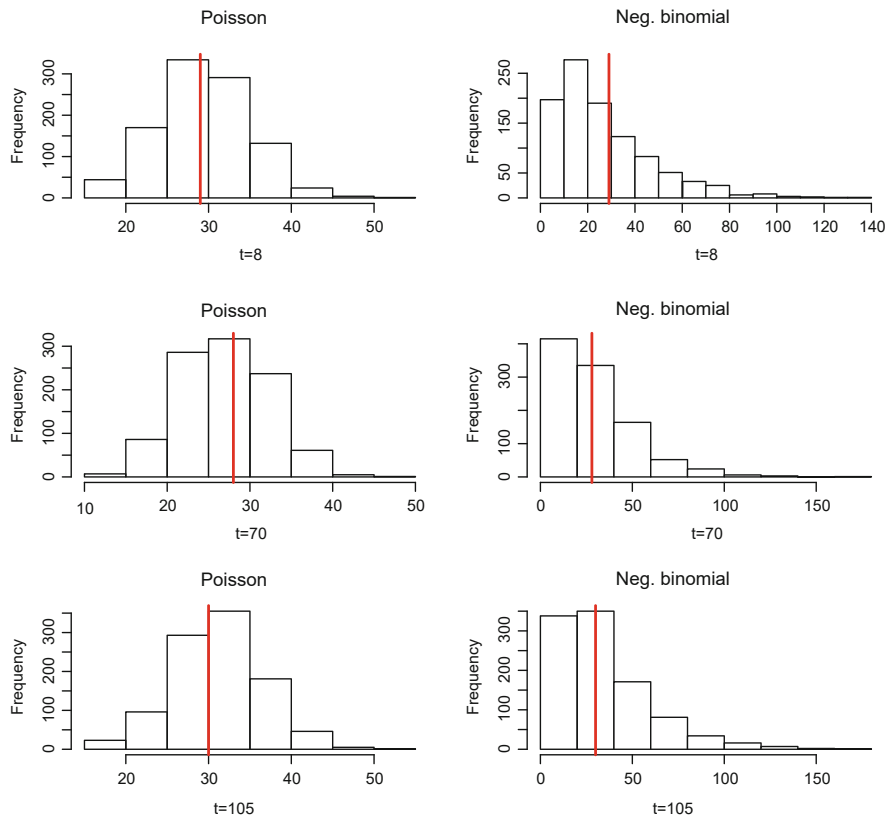 Poisson
Frequency
0 100 200 300
20 30 40 50
t=8
Neg. binomial
Frequency
0 50 150 250
0 20 40 60 80 100 120 140
t=8
Poisson
Frequency
0 100 200 300
10 20 30 40 50
t=70
Neg. binomial
Frequency
0 100 300
0 50 100 150
t=70
Poisson
Frequency
0 100 200 300
20 30 40 50
t=105
Neg. binomial
Frequency
0 100 200 300
0 50 100 150
t=105